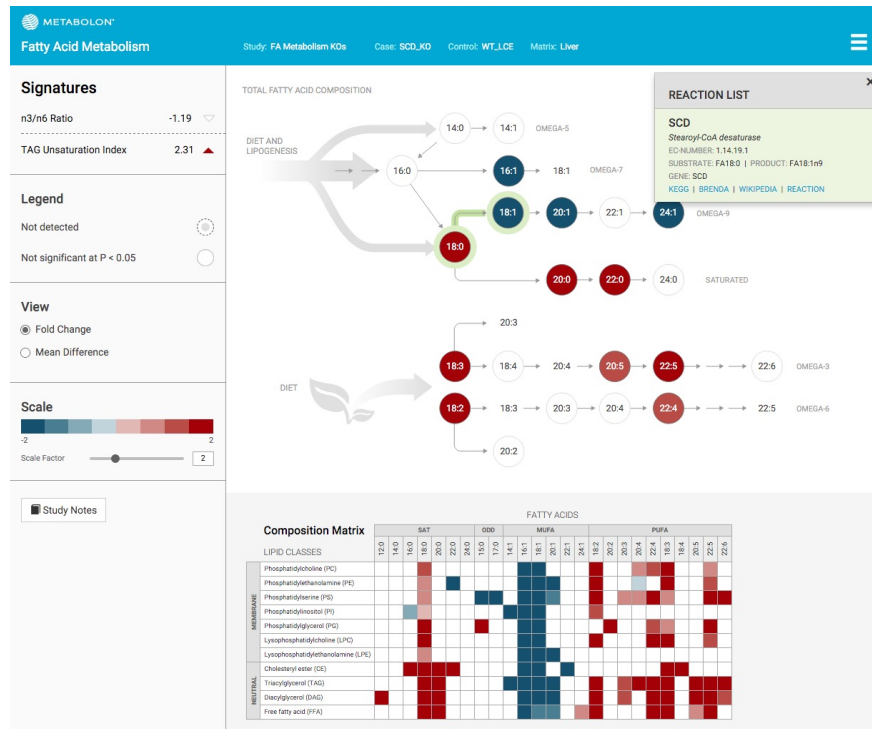 METABOLON®
Fatty Acid Metabolism
Study: FA Metabolism KOs Case: SCD_KO Control: WT_LCE Matrix: Liver
Signatures
n3/n6 Ratio -1.19
TAG Unsaturation Index 2.31
Legend
Not detected
Not significant at P < 0.05
View
Fold Change
Mean Difference
Scale
-2 2
Scale Factor 2
Study Notes
TOTAL FATTY ACID COMPOSITION
DIET AND
LIPOGENESIS
14:0 14:1 OMEGA-5
16:0 16:1 18:1 OMEGA-7
18:1 20:1 22:1 24:1 OMEGA-9
18:0
20:0 22:0 24:0 SATURATED
20:3
18:3 18:4 20:4 20:5 22:5 22:6 OMEGA-3
DIET
18:2 18:3 20:3 20:4 22:4 22:5 OMEGA-6
20:2
REACTION LIST
SCD
Stearoyl-CoA desaturase
EC-NUMBER: 1.14.19.1
SUBSTRATE: FA18:0 | PRODUCT: FA18:1n9
GENE: SCD
KEGG | BRENDA | WIKIPEDIA | REACTION
FATTY ACIDS
Composition Matrix SAT ODD MUFA PUFA
LIPID CLASSES 12:0 14:0 16:0 18:0 20:0 22:0 24:0 15:0 17:0 14:1 16:1 18:1 20:1 22:1 24:1 18:2 20:2 20:3 20:4 22:4 18:3 18:4 20:5 22:5 22:6
MEMBRANE
Phosphatidylcholine (PC)
Phosphatidylethanolamine (PE)
Phosphatidylserine (PS)
Phosphatidylinositol (PI)
Phosphatidylglycerol (PG)
Lysophosphatidylcholine (LPC)
Lysophosphatidylethanolamine (LPE)
NEUTRAL
Cholesteryl ester (CE)
Triacylglycerol (TAG)
Diacylglycerol (DAG)
Free fatty acid (FFA)